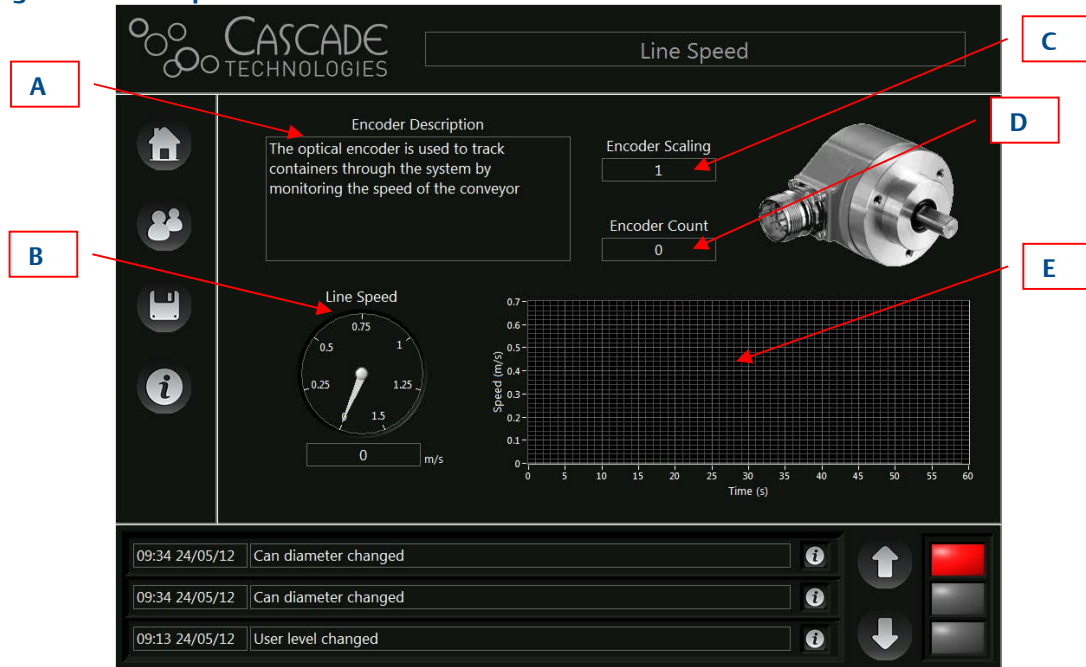 CASCADE
TECHNOLOGIES
Line Speed
C
A
D
Encoder Description
The optical encoder is used to track
containers through the system by
monitoring the speed of the conveyor
Encoder Scaling
1
Encoder Count
0
B
E
Line Speed
0.75
0.5
1
0.25
1.25
0
1.5
0
m/s
0.7
0.6
0.5
0.4
0.3
0.2
0.1
0
Speed (m/s)
0 5 10 15 20 25 30 35 40 45 50 55 60
Time (s)
09:34 24/05/12 Can diameter changed
09:34 24/05/12 Can diameter changed
09:13 24/05/12 User level changed